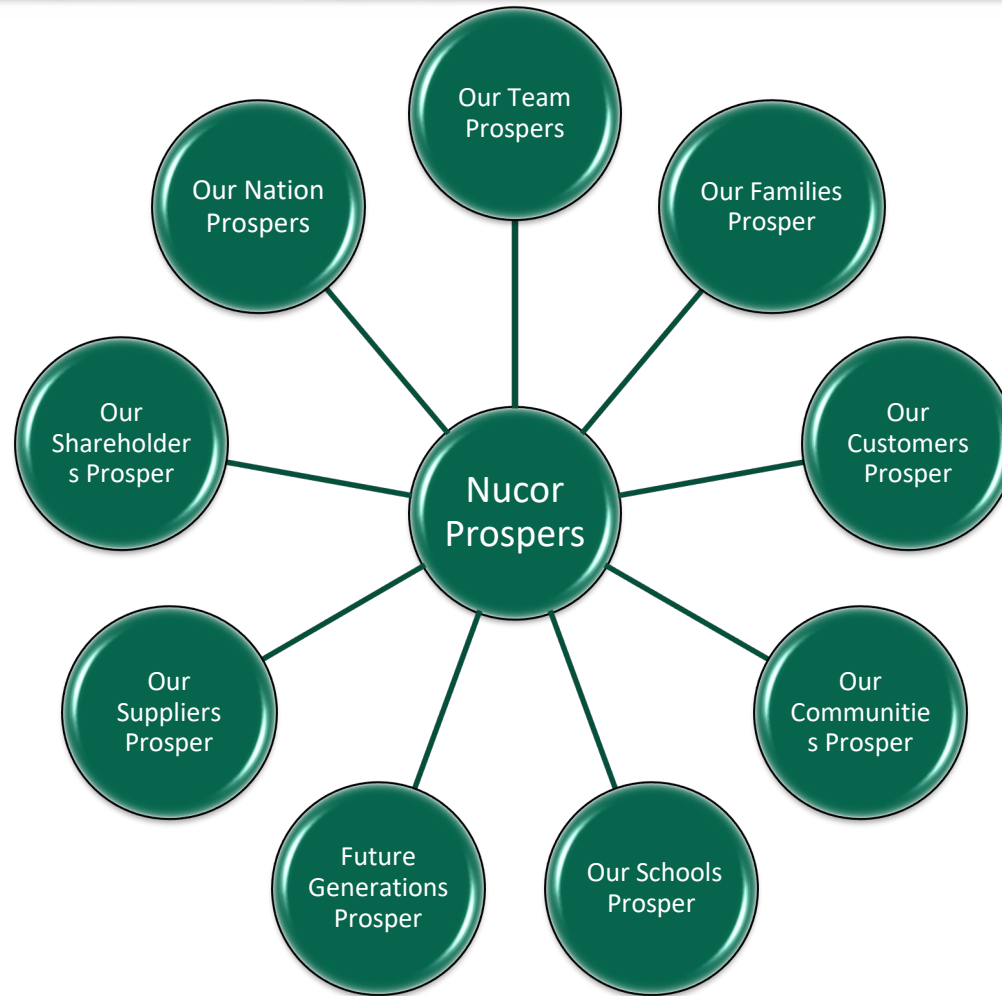 Our Team
Prospers
Our Nation
Prospers
Our Families
Prosper
Our
Shareholder
s Prosper
Our
Customers
Prosper
Nucor
Prospers
Our
Suppliers
Prosper
Our
Communitie
s Prosper
Future
Generations
Prosper
Our Schools
Prosper